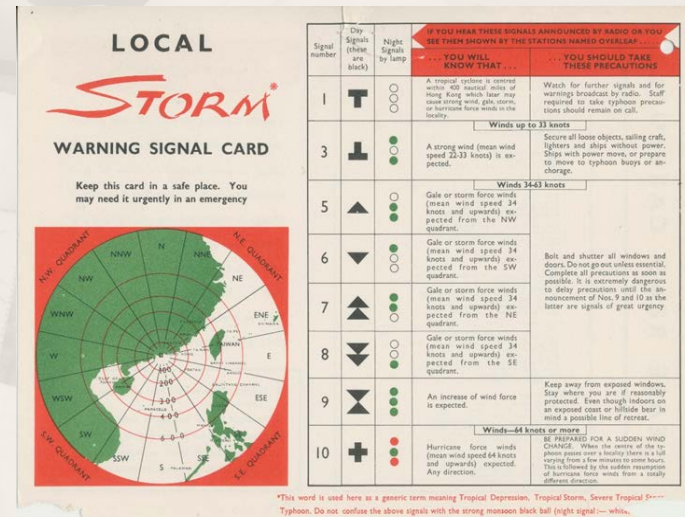 LOCAL
STORM*
WARNING SIGNAL CARD
Keep this card in a safe place. You
may need it urgently in an emergency
N.W. QUADRANT
N.E. QUADRANT
S.W. QUADRANT
S.E. QUADRANT
N
NNW
NNE
NW
NE
WNW
ENE
W
E
WSW
ESE
SW
SSW
S
TAIWAN
PARACELS
100
200
300
400
600
Signal
number
Day
Signals
(these
are
black)
Night
Signals
by lamp
IF YOU HEAR THESE SIGNALS ANNOUNCED BY RADIO OR YOU
SEE THEM SHOWN BY THE STATIONS NAMED OVERLEAF . . .
. . . YOU WILL
KNOW THAT . . .
. . . YOU SHOULD TAKE
THESE PRECAUTIONS
1
A tropical cyclone is centred
within 400 nautical miles of
Hong Kong which later may
cause strong wind, gale, storm,
or hurricane force winds in the
locality.
Watch for further signals and for
warnings broadcast by radio. Staff
required to take typhoon precau-
tions should remain on call.
Winds up to 33 knots
3
A strong wind (mean wind
speed 22-33 knots) is ex-
pected.
Secure all loose objects, sailing craft,
lighters and ships without power.
Ships with power move, or prepare
to move to typhoon buoys or an-
chorage.
Winds 34-63 knots
5
Gale or storm force winds
(mean wind speed 34
knots and upwards) ex-
pected from the NW
quadrant.
6
Gale or storm force winds
(mean wind speed 34
knots and upwards) ex-
pected from the SW
quadrant.
7
Gale or storm force winds
(mean wind speed 34
knots and upwards) ex-
pected from the NE
quadrant.
8
Gale or storm force winds
(mean wind speed 34
knots and upwards) ex-
pected from the SE
quadrant.
Bolt and shutter all windows and
doors. Do not go out unless essential.
Complete all precautions as soon as
possible. It is extremely dangerous
to delay precautions until the an-
nouncement of Nos. 9 and 10 as the
latter are signals of great urgency
9
An increase of wind force
is expected.
Keep away from exposed windows.
Stay where you are if reasonably
protected. Even though indoors on
an exposed coast or hillside bear in
mind a possible line of retreat.
Winds—64 knots or more
10
Hurricane force winds
(mean wind speed 64 knots
and upwards) expected.
Any direction.
BE PREPARED FOR A SUDDEN WIND
CHANGE. When the centre of the ty-
phoon passes over a locality there is a lull
varying from a few minutes to some hours.
This is followed by the sudden resumption
of hurricane force winds from a totally
different direction.
*This word is used here as a generic term meaning Tropical Depression, Tropical Storm, Severe Tropical
Typhoon. Do not confuse the above signals with the strong monsoon black ball (night signal:— white,